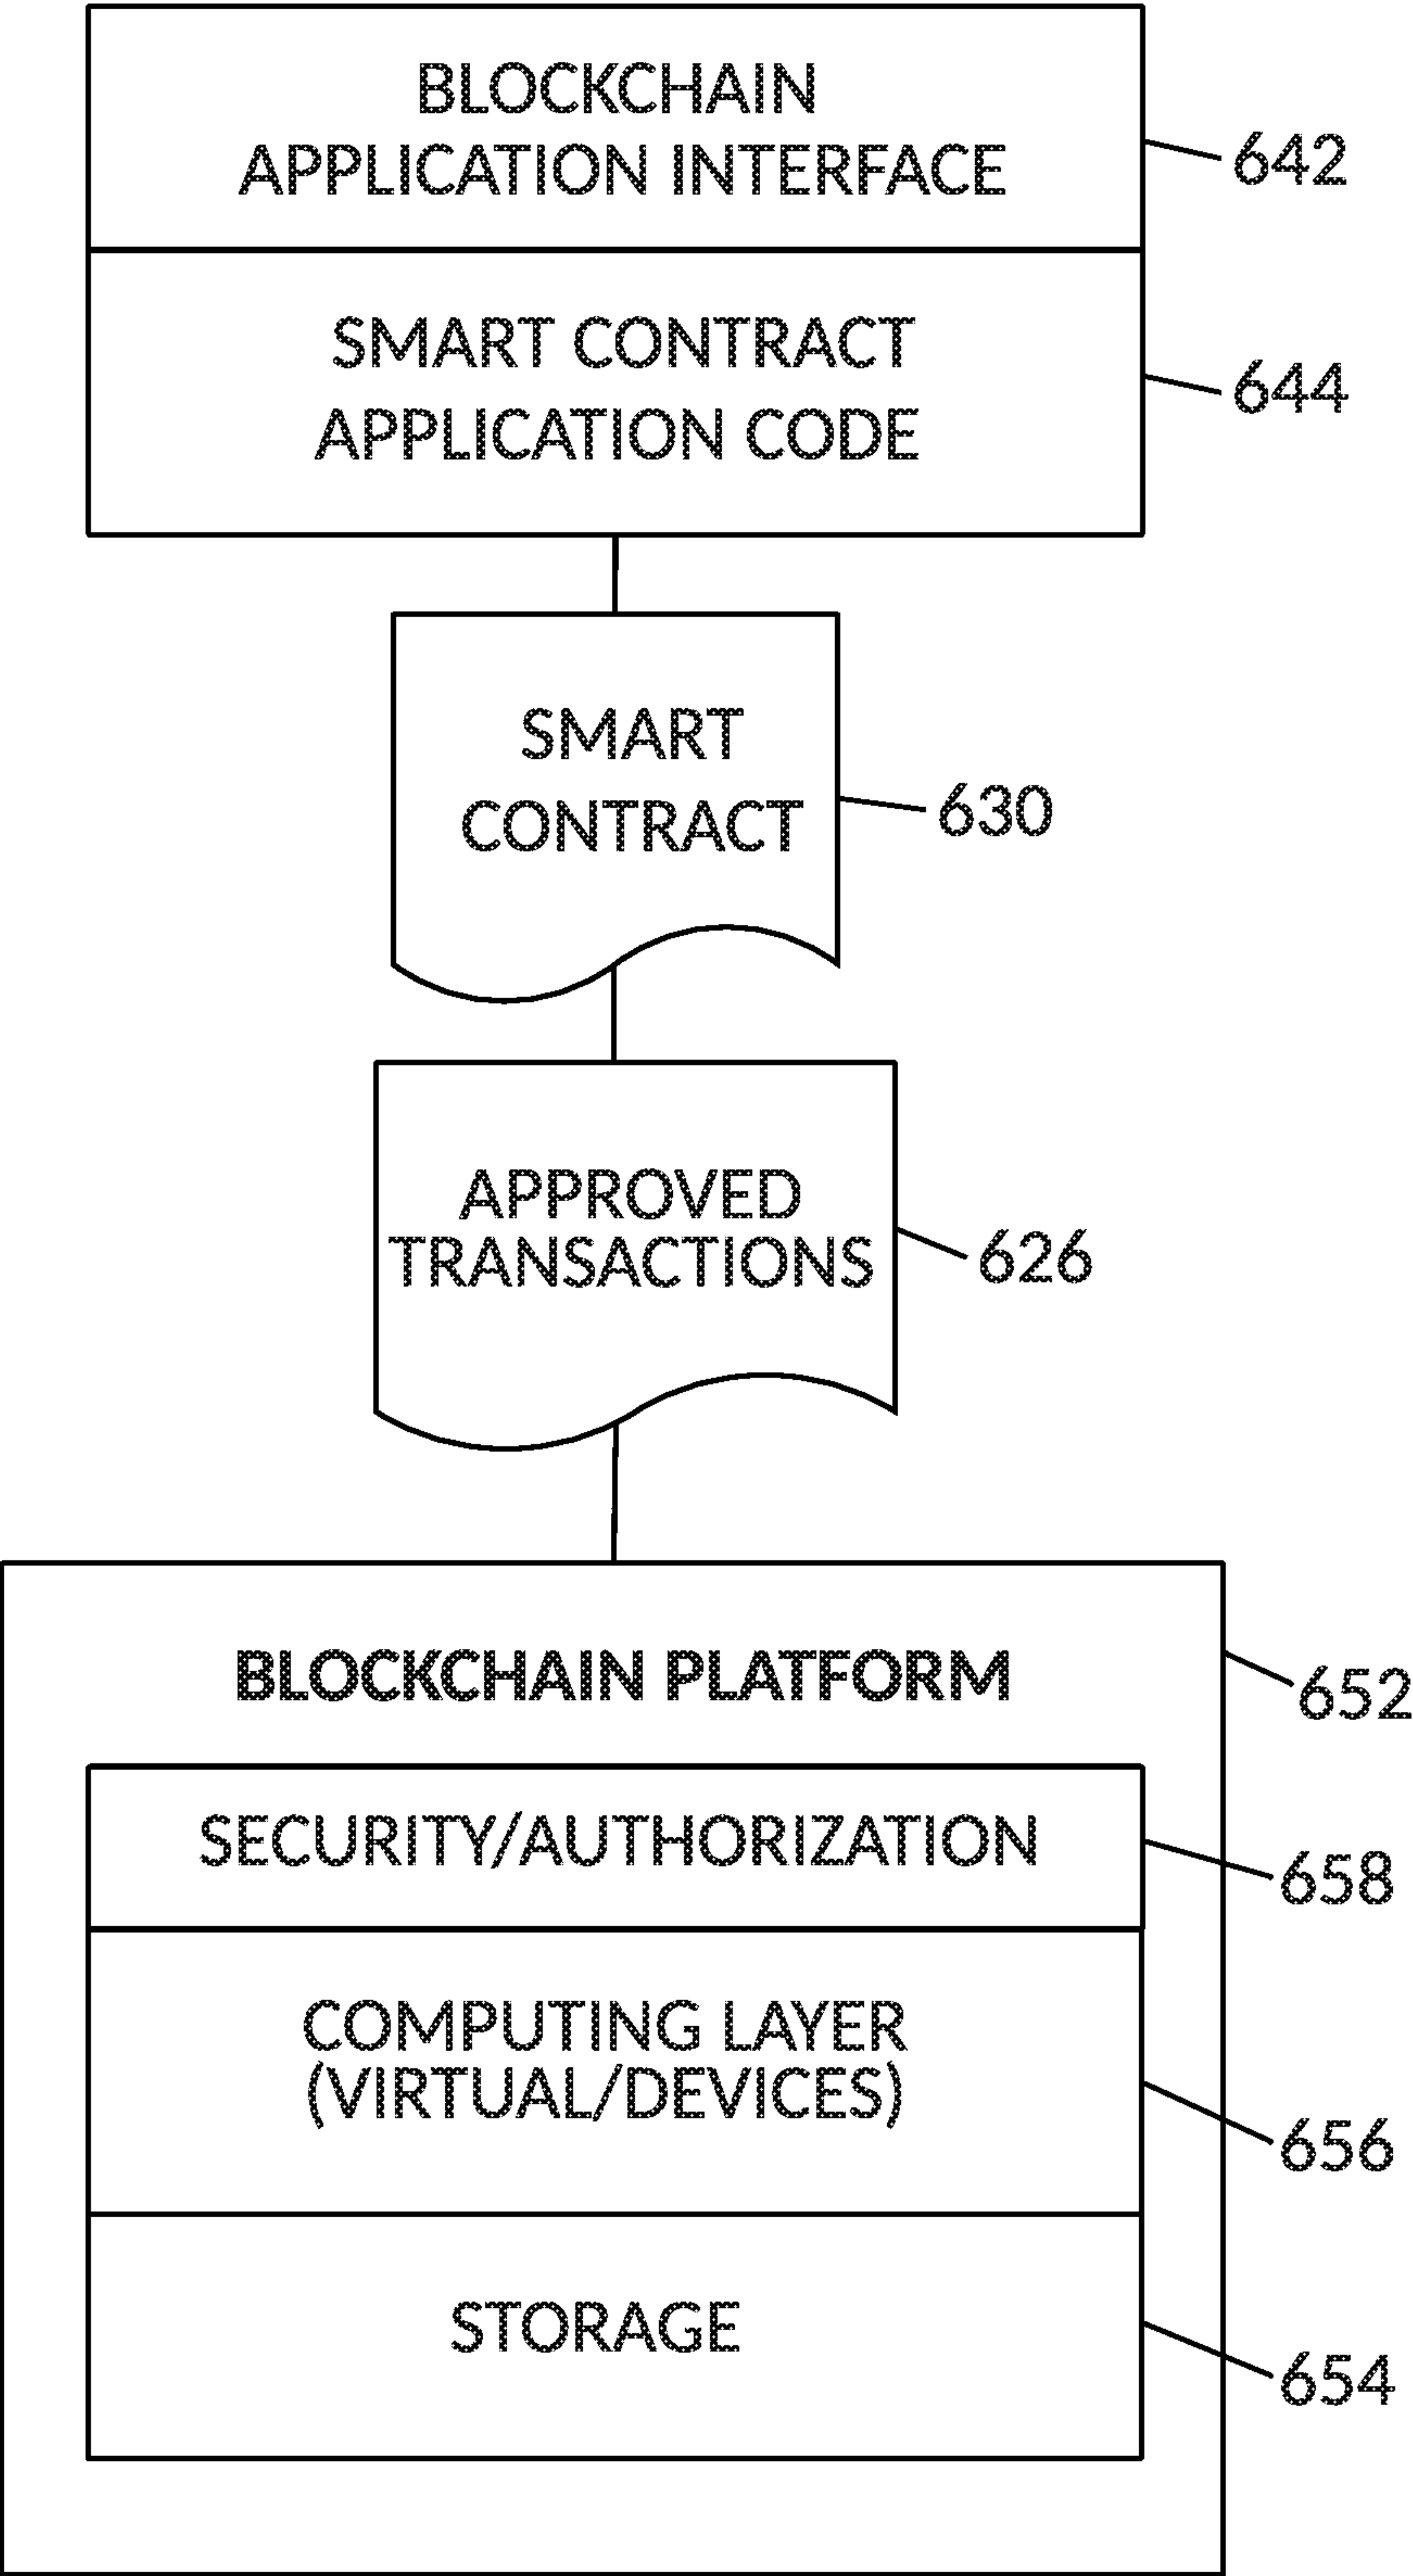 BLOCKCHAIN
APPLICATION INTERFACE
642
SMART CONTRACT
APPLICATION CODE
644
SMART
CONTRACT
630
APPROVED
TRANSACTIONS
626
BLOCKCHAIN PLATFORM
652
SECURITY/AUTHORIZATION
658
COMPUTING LAYER
(VIRTUAL/DEVICES)
656
STORAGE
654